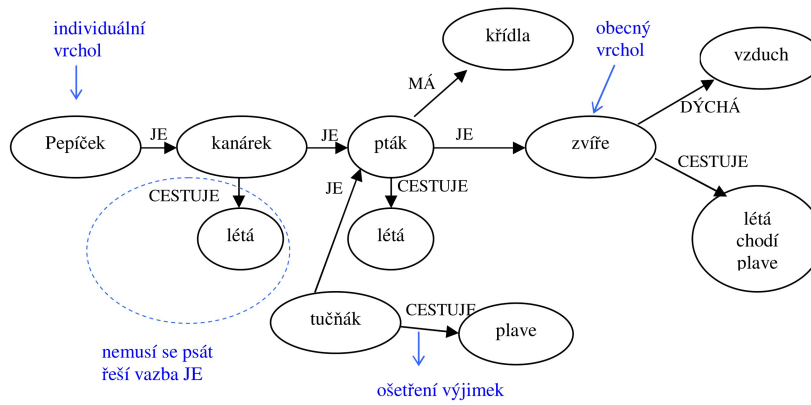 individuální
vrchol
křídla
obecný
vrchol
vzduch
MÁ
DÝCHÁ
Pepíček
JE
kanárek
JE
pták
JE
zvíře
CESTUJE
CESTUJE
JE
CESTUJE
létá
létá
létá
chodí
plave
tučňák
CESTUJE
plave
nemusí se psát
řeší vazba JE
ošetření výjimek